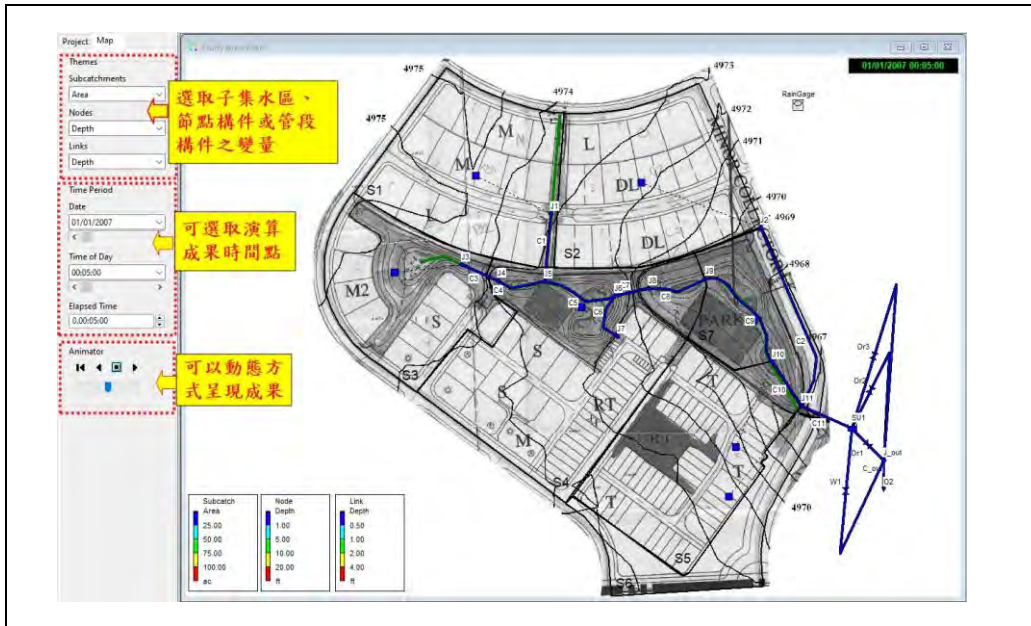 Project Map
Study Area Map
Themes
Subcatchments
Area
Nodes
Depth
Links
Depth
選取子集水區、
節點構件或管段
構件之變量
Time Period
Date
01/01/2007
Time of Day
00:05:00
Elapsed Time
0.00:05:00
可選取演算
成果時間點
Animator
可以動態方
式呈現成果
01/01/2007 00:05:00
RainGage
4975
4974
4973
4972
4971
4975
4970
4969
4968
4967
4970
MINOR COLLECTOR
M
M
L
DL
DL
L
M2
S
S
S
M
RT
T
T
T
PARK
S1
S2
S3
S4
S5
S6
S7
J1
J2
J3
J4
J5
J6
J7
J8
J9
J10
J11
C1
C2
C3
C4
C5
C6
C7
C8
C9
C10
C11
Or3
Or2
SU1
Or1
J_out
C_out
W1
O2
Subcatch
Area
25.00
50.00
75.00
100.00
ac
Node
Depth
1.00
5.00
10.00
20.00
ft
Link
Depth
0.50
1.00
2.00
4.00
ft